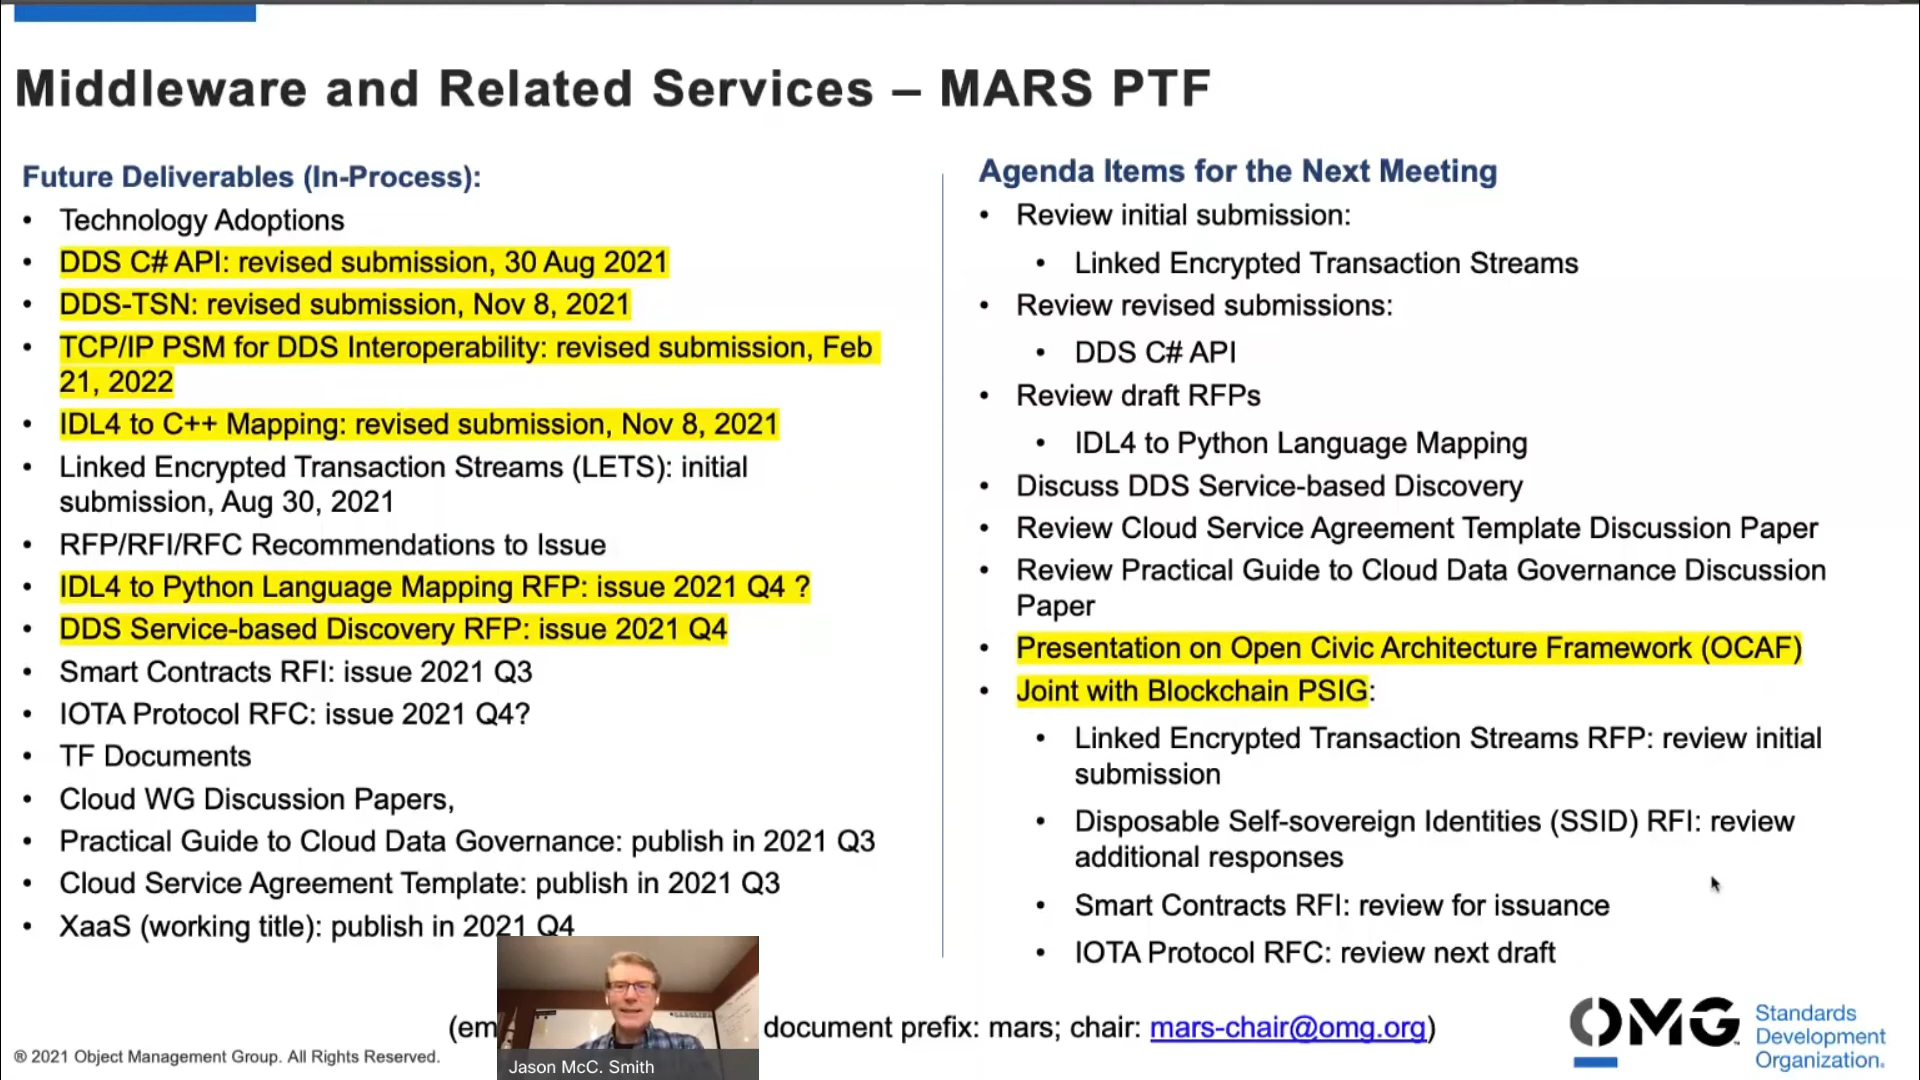 Middleware and Related Services – MARS PTF
Future Deliverables (In-Process):
• Technology Adoptions
• DDS C# API: revised submission, 30 Aug 2021
• DDS-TSN: revised submission, Nov 8, 2021
• TCP/IP PSM for DDS Interoperability: revised submission, Feb
21, 2022
• IDL4 to C++ Mapping: revised submission, Nov 8, 2021
• Linked Encrypted Transaction Streams (LETS): initial
submission, Aug 30, 2021
• RFP/RFI/RFC Recommendations to Issue
• IDL4 to Python Language Mapping RFP: issue 2021 Q4 ?
• DDS Service-based Discovery RFP: issue 2021 Q4
• Smart Contracts RFI: issue 2021 Q3
• IOTA Protocol RFC: issue 2021 Q4?
• TF Documents
• Cloud WG Discussion Papers,
• Practical Guide to Cloud Data Governance: publish in 2021 Q3
• Cloud Service Agreement Template: publish in 2021 Q3
• XaaS (working title): publish in 2021 Q4
Agenda Items for the Next Meeting
• Review initial submission:
• Linked Encrypted Transaction Streams
• Review revised submissions:
• DDS C# API
• Review draft RFPs
• IDL4 to Python Language Mapping
• Discuss DDS Service-based Discovery
• Review Cloud Service Agreement Template Discussion Paper
• Review Practical Guide to Cloud Data Governance Discussion
Paper
• Presentation on Open Civic Architecture Framework (OCAF)
• Joint with Blockchain PSIG:
• Linked Encrypted Transaction Streams RFP: review initial
submission
• Disposable Self-sovereign Identities (SSID) RFI: review
additional responses
• Smart Contracts RFI: review for issuance
• IOTA Protocol RFC: review next draft
(em document prefix: mars; chair: mars-chair@omg.org)
® 2021 Object Management Group. All Rights Reserved.
Jason McC. Smith
OMG
Standards
Development
Organization.